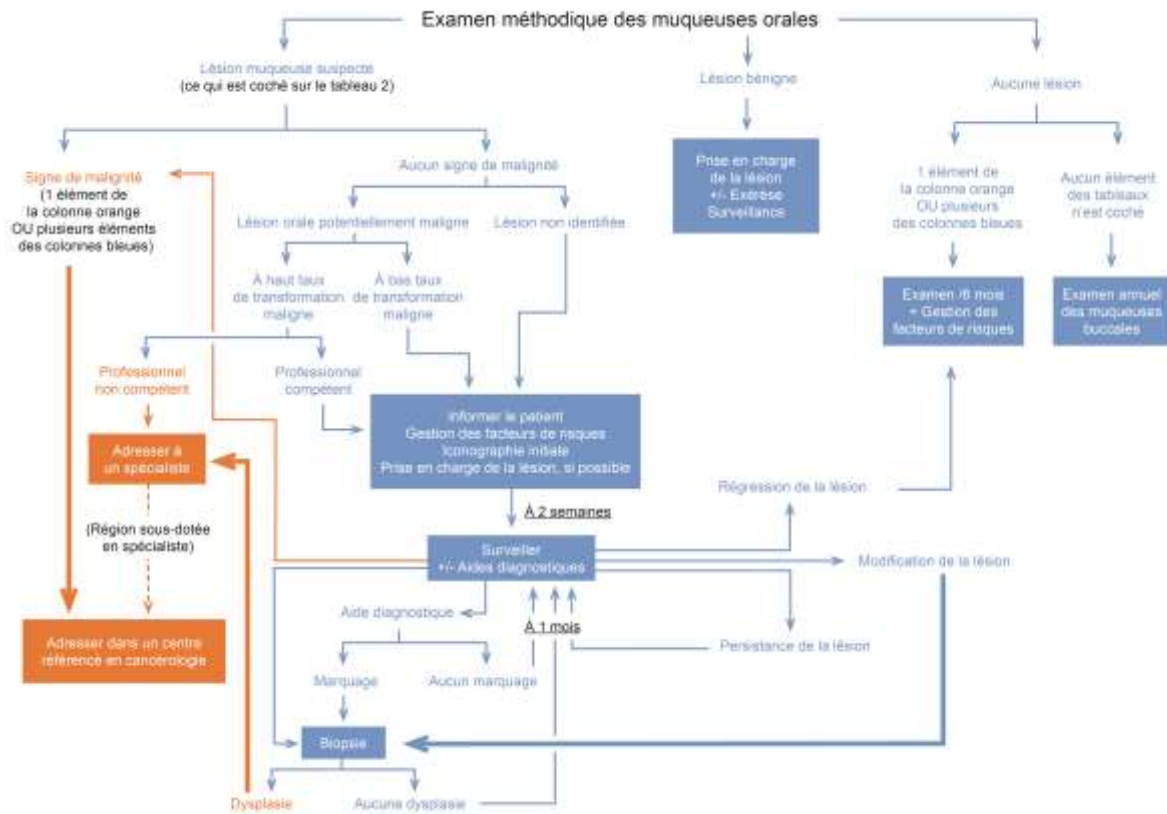 Examen méthodique des muqueuses orales
Lésion muqueuse suspecte
(ce qui est coché sur le tableau 2)
Lésion bénigne
Aucune lésion
Signe de malignité
(1 élément de
la colonne orange
OU plusieurs éléments
des colonnes bleues)
Aucun signe de malignité
Prise en charge
de la lésion
+/- Exérèse
Surveillance
1 élément de
la colonne orange
OU plusieurs
des colonnes bleues
Aucun élément
des tableaux
n'est coché
Lésion orale potentiellement maligne
Lésion non identifiée
À haut taux
de transformation
maligne
À bas taux
de transformation
maligne
Examen /6 mois
+ Gestion des
facteurs de risques
Examen annuel
des muqueuses
buccales
Professionnel
non compétent
Professionnel
compétent
Informer le patient
Gestion des facteurs de risques
Iconographie initiale
Prise en charge de la lésion, si possible
Adresser à
un spécialiste
Régression de la lésion
À 2 semaines
(Région sous-dotée
en spécialiste)
Surveiller
+/- Aides diagnostiques
Modification de la lésion
Aide diagnostique
À 1 mois
Adresser dans un centre
référencé en cancérologie
Persistance de la lésion
Marquage
Aucun marquage
Biopsie
Dysplasie
Aucune dysplasie